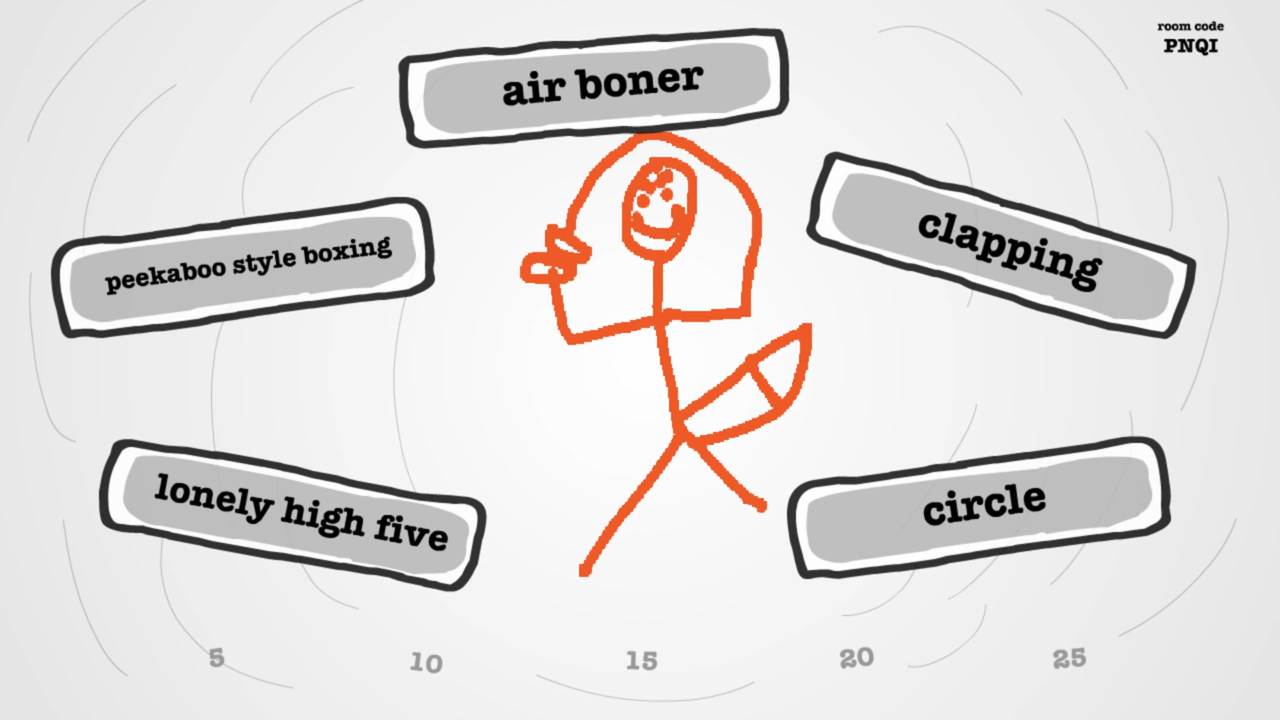 room code
PNQI
air boner
clapping
peekaboo style boxing
lonely high five
circle
5 10 15 20 25